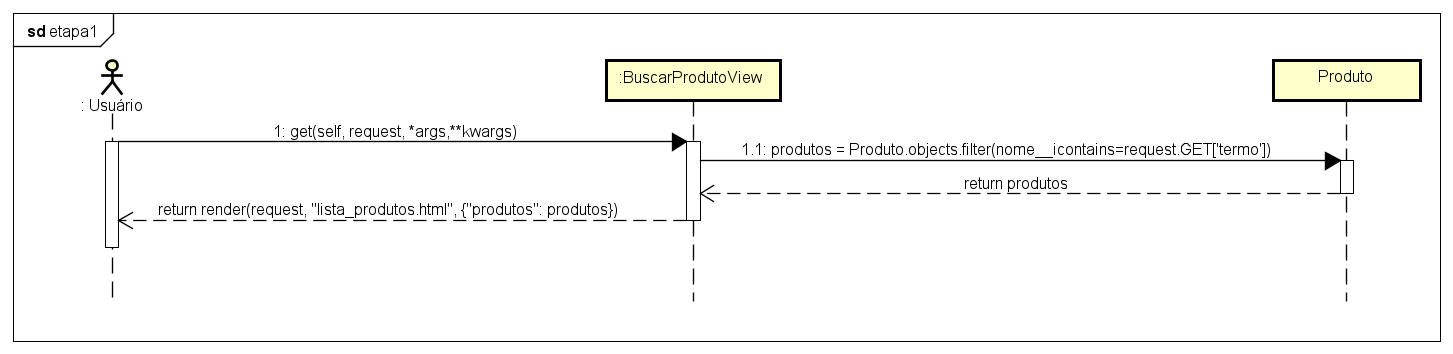 sd etapa1
: Usuário
:BuscarProdutoView
Produto
1: get(self, request, *args,**kwargs)
1.1: produtos = Produto.objects.filter(nome__icontains=request.GET['termo'])
return produtos
return render(request, "lista_produtos.html", {"produtos": produtos})